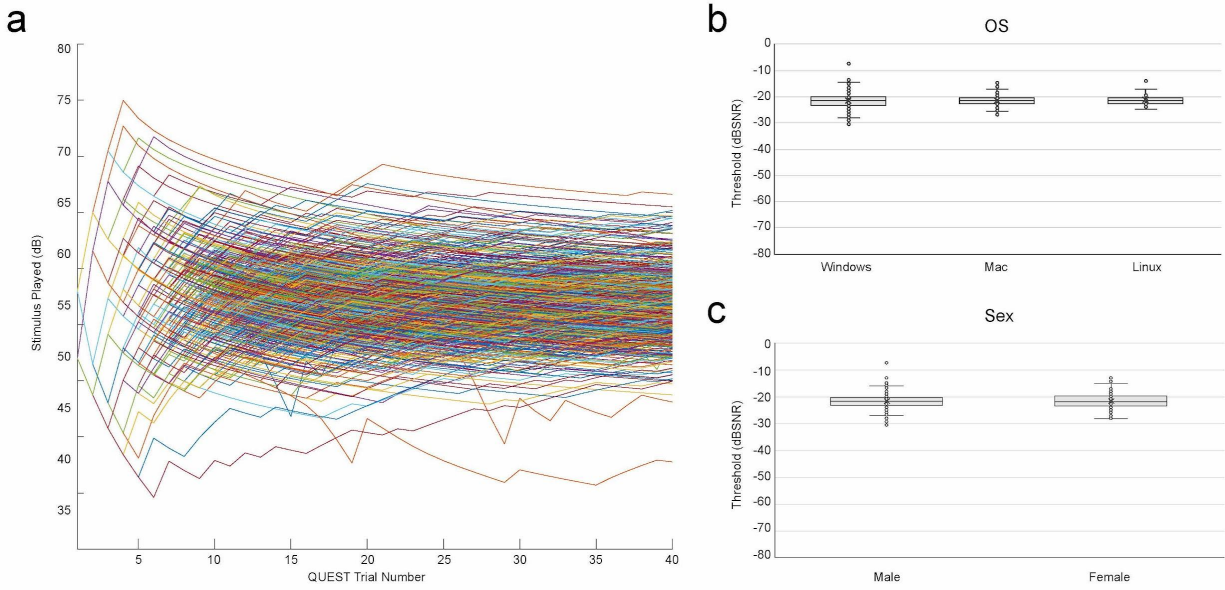 a
80
75
70
65
60
55
50
45
40
35
Stimulus Played (dB)
5 10 15 20 25 30 35 40
QUEST Trial Number
b
OS
0
-10
-20
-30
-40
-50
-60
-70
-80
Threshold (dBSNR)
Windows Mac Linux
c
Sex
0
-10
-20
-30
-40
-50
-60
-70
-80
Threshold (dBSNR)
Male Female